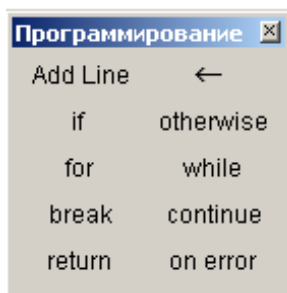 Программирование
Add Line ←
if otherwise
for while
break continue
return on error